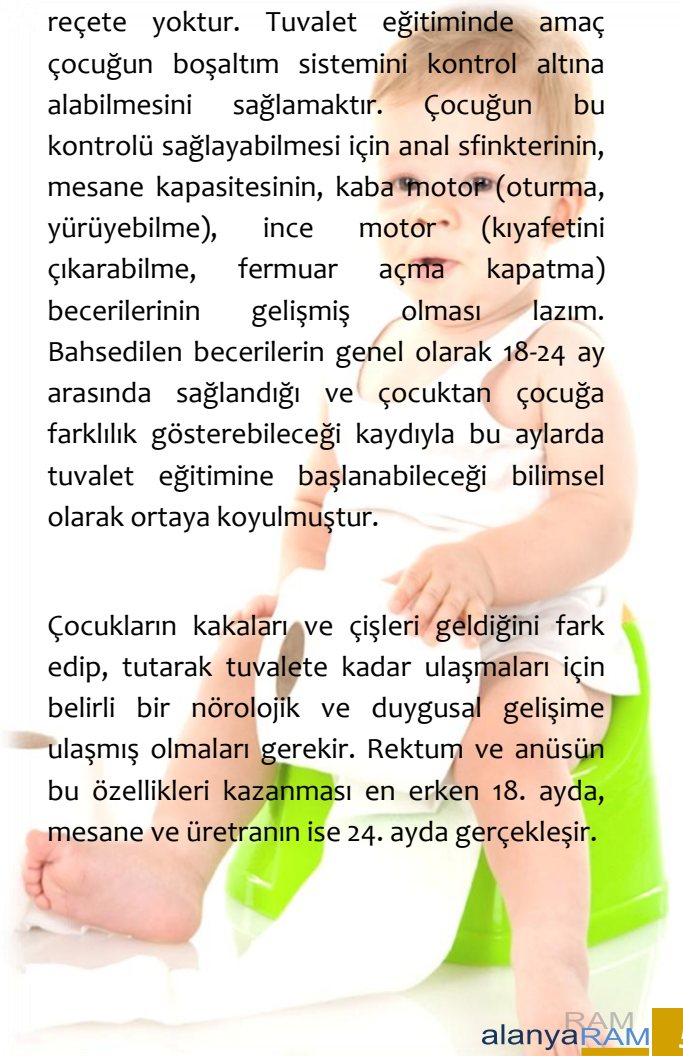 reçete yoktur. Tuvalet eğitiminde amaç
çocuğun boşaltım sistemini kontrol altına
alabilmesini sağlamaktır. Çocuğun bu
kontrolü sağlayabilmesi için anal sfinkterinin,
mesane kapasitesinin, kaba motor (oturma,
yürüyebilme), ince motor (kıyafetini
çıkarabilme, fermuar açma kapatma)
becerilerinin gelişmiş olması lazım.
Bahsedilen becerilerin genel olarak 18-24 ay
arasında sağlandığı ve çocuktan çocuğa
farklılık gösterebileceği kaydıyla bu aylarda
tuvalet eğitimine başlanabileceği bilimsel
olarak ortaya koyulmuştur.
Çocukların kakaları ve çişleri geldiğini fark
edip, tutarak tuvalete kadar ulaşmaları için
belirli bir nörolojik ve duygusal gelişime
ulaşmış olmaları gerekir. Rektum ve anüsün
bu özellikleri kazanması en erken 18. ayda,
mesane ve üretranın ise 24. ayda gerçekleşir.
RAM
alanyaRAM